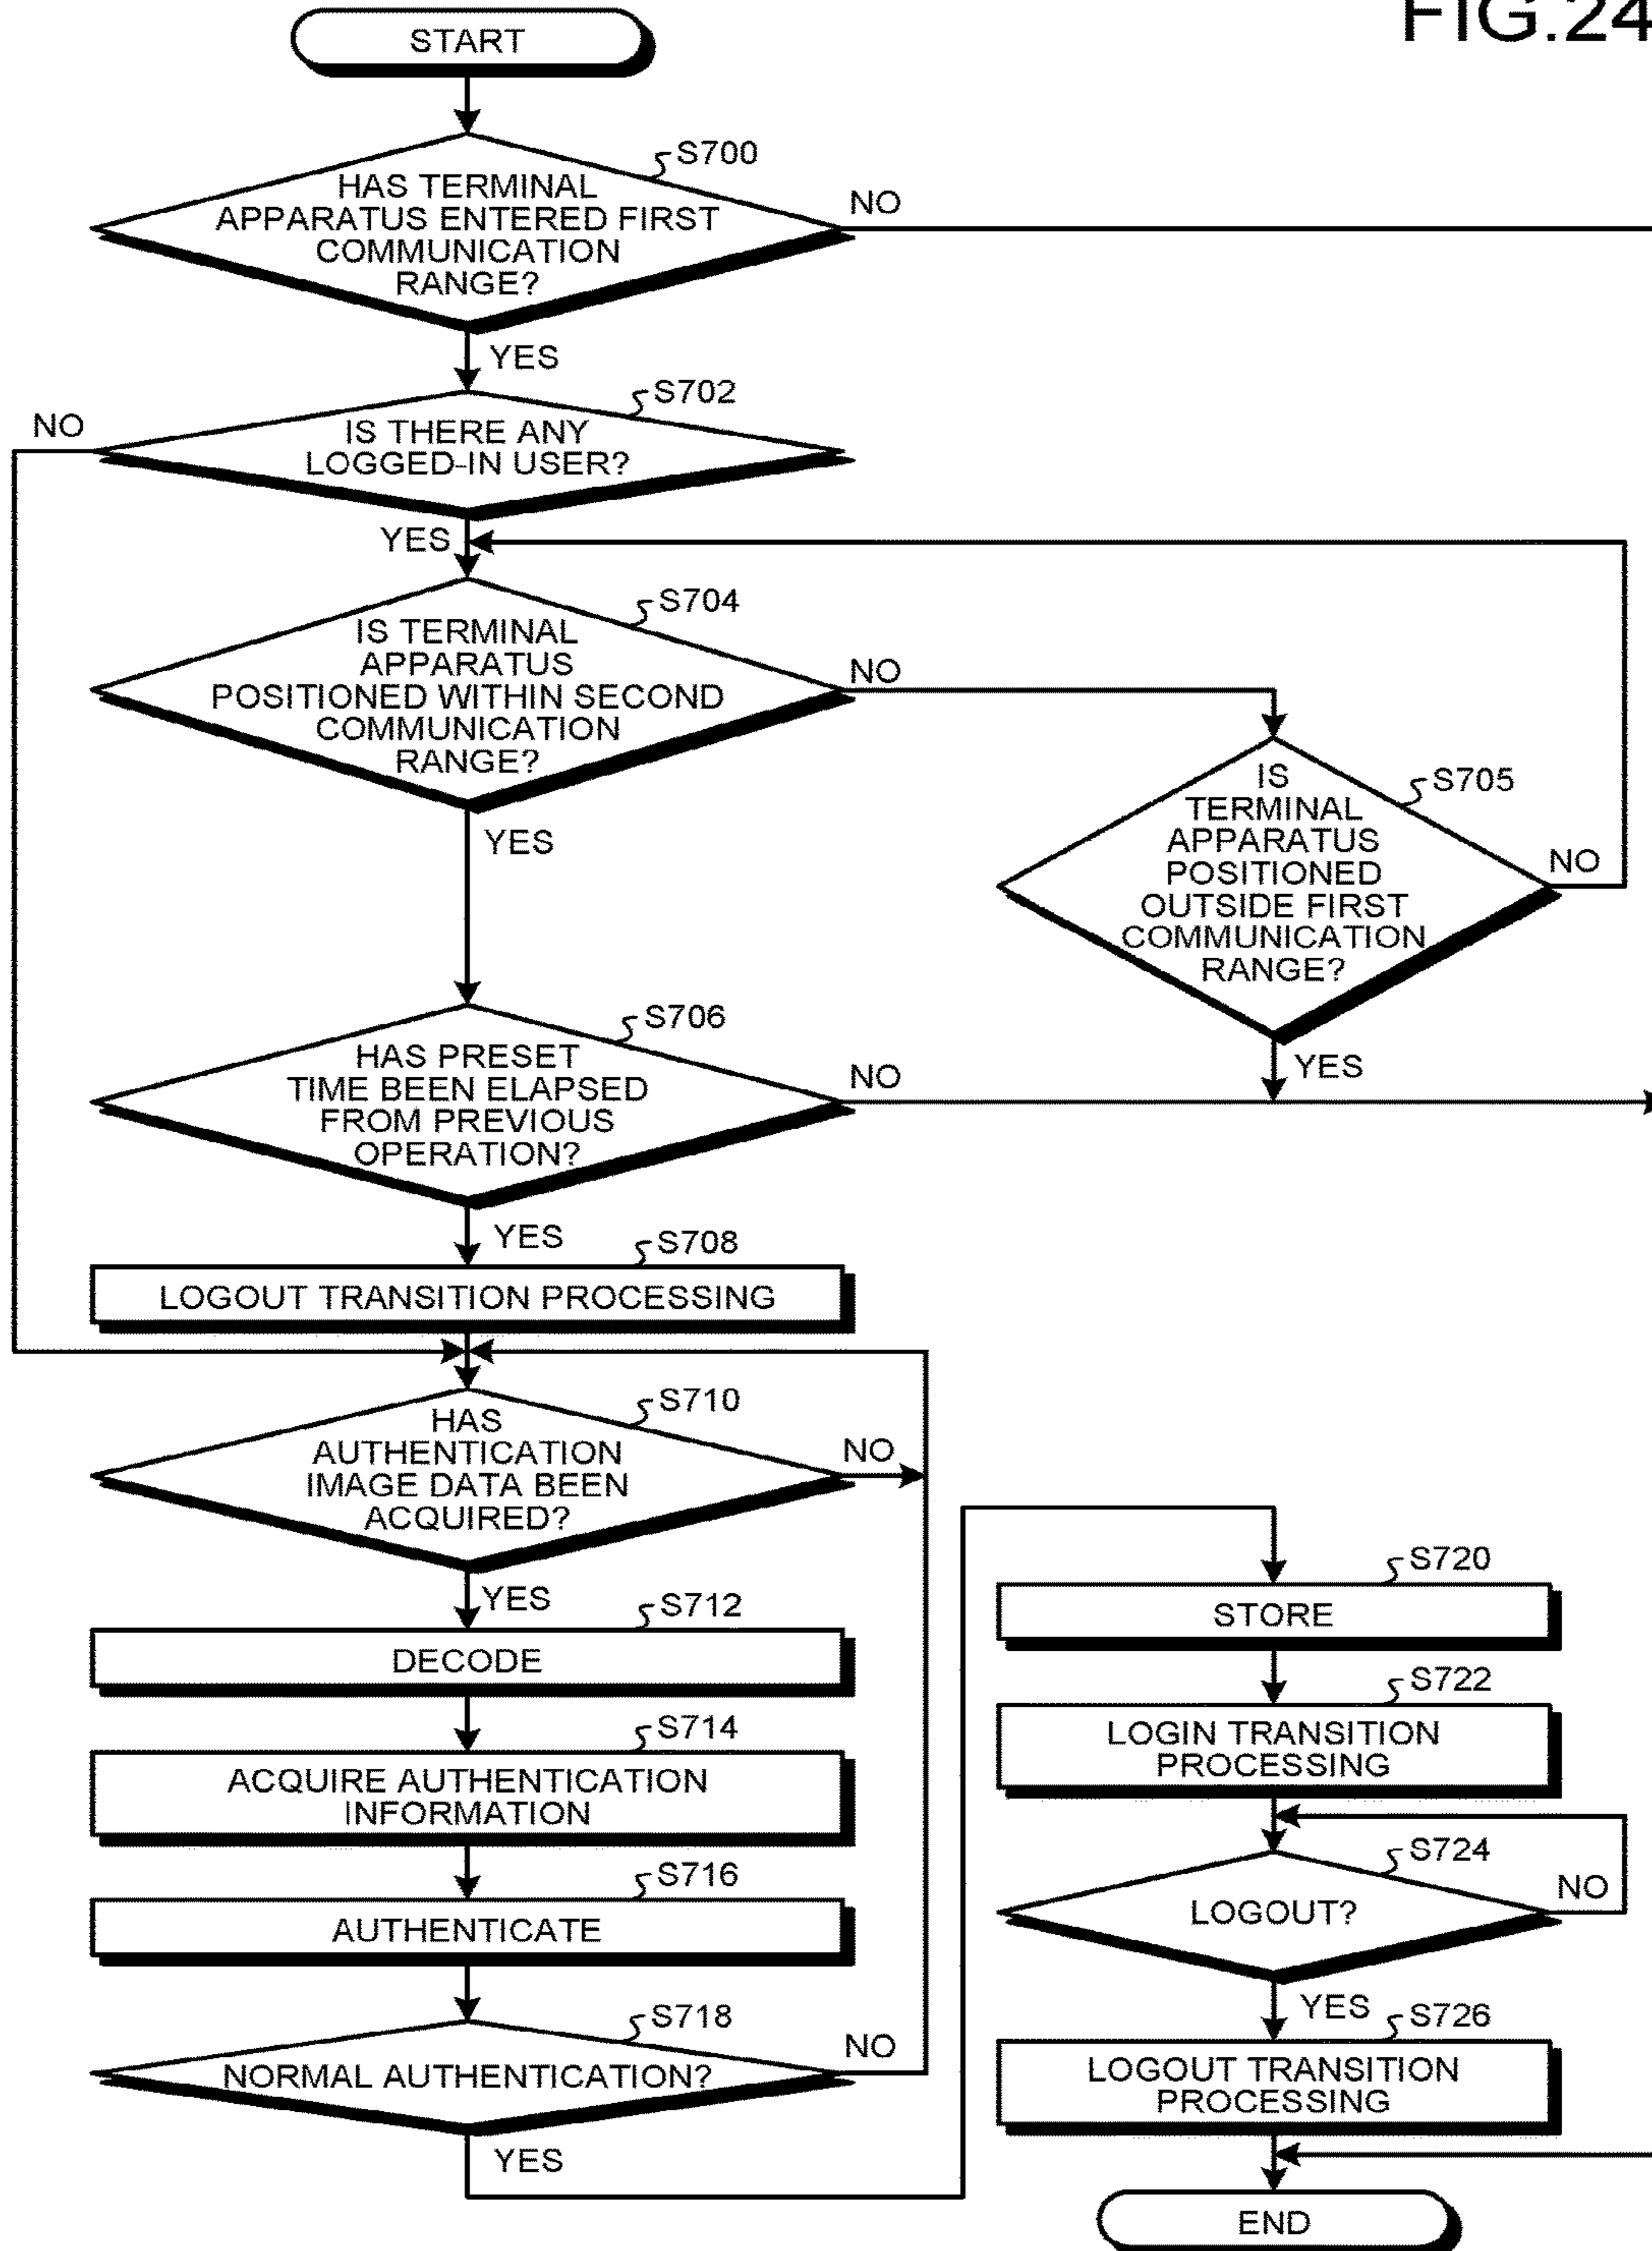 FIG.24
START
S700
HAS TERMINAL
APPARATUS ENTERED FIRST
COMMUNICATION
RANGE?
NO
YES
S702
NO
IS THERE ANY
LOGGED-IN USER?
YES
S704
IS TERMINAL
APPARATUS
POSITIONED WITHIN SECOND
COMMUNICATION
RANGE?
NO
YES
S705
IS
TERMINAL
APPARATUS
POSITIONED
OUTSIDE FIRST
COMMUNICATION
RANGE?
NO
YES
S706
HAS PRESET
TIME BEEN ELAPSED
FROM PREVIOUS
OPERATION?
NO
YES
S708
LOGOUT TRANSITION PROCESSING
S710
HAS
AUTHENTICATION
IMAGE DATA BEEN
ACQUIRED?
NO
YES
S712
DECODE
S714
ACQUIRE AUTHENTICATION
INFORMATION
S716
AUTHENTICATE
S718
NORMAL AUTHENTICATION?
NO
YES
S720
STORE
S722
LOGIN TRANSITION
PROCESSING
S724
LOGOUT?
NO
YES
S726
LOGOUT TRANSITION
PROCESSING
END